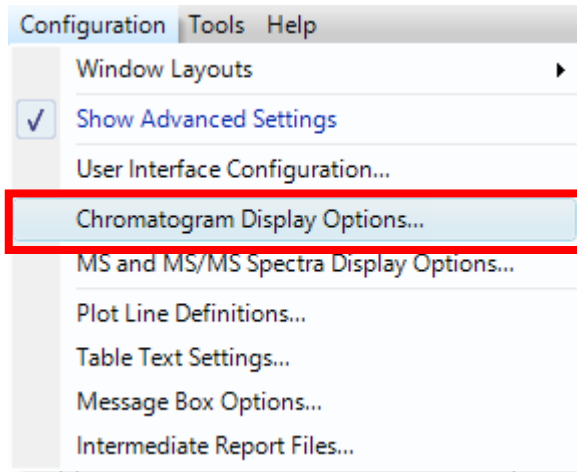 Configuration Tools Help
Window Layouts
Show Advanced Settings
User Interface Configuration...
Chromatogram Display Options...
MS and MS/MS Spectra Display Options...
Plot Line Definitions...
Table Text Settings...
Message Box Options...
Intermediate Report Files...